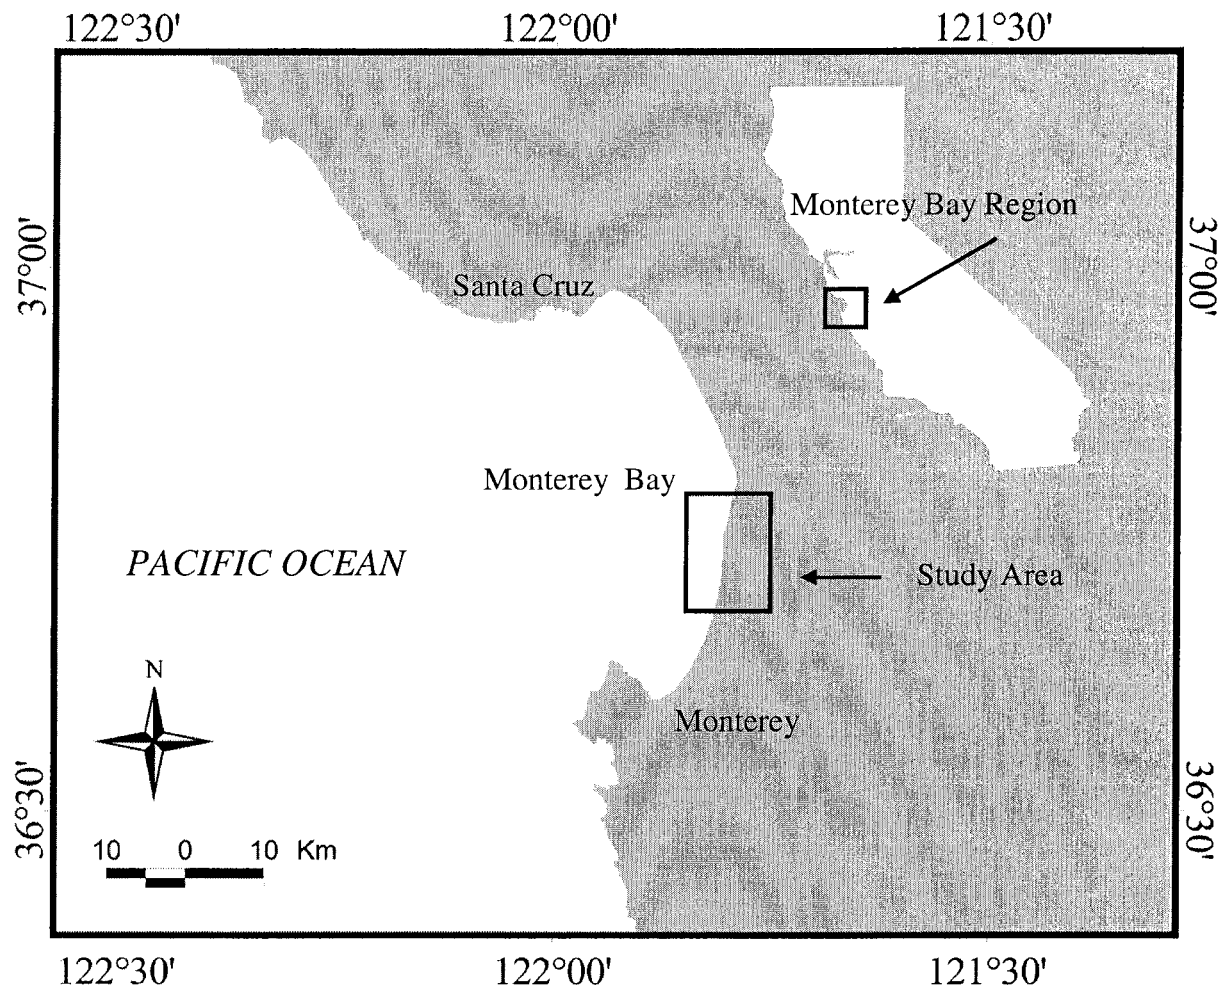 122°30' 122°00' 121°30'
Monterey Bay Region
37°00' 37°00'
Santa Cruz
Monterey Bay
PACIFIC OCEAN
Study Area
N
Monterey
36°30' 36°30'
10 0 10 Km
122°30' 122°00' 121°30'